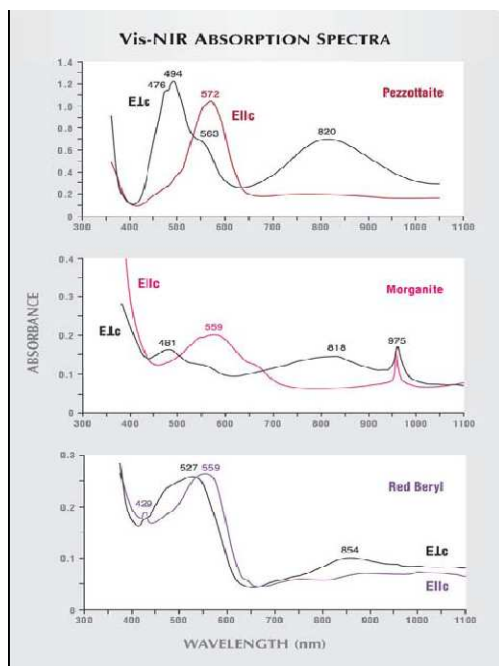 VIS-NIR ABSORPTION SPECTRA
1.4
1.2
1.0
0.8
0.6
0.4
0.2
0
476
494
E⊥c
560
572
EIIc
820
Pezzottaite
300 400 500 600 700 800 900 1000 1100
ABSORBANCE
0.4
0.3
0.2
0.1
0
EIIc
E⊥c
481
559
818
975
Morganite
300 400 500 600 700 800 900 1000 1100
0.3
0.2
0.1
0
429
527
559
854
Red Beryll
E⊥c
EIIc
300 400 500 600 700 800 900 1000 1100
WAVELENGTH (nm)